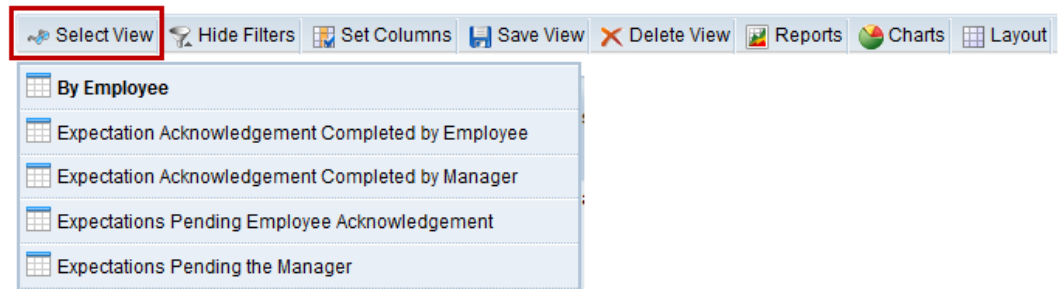 Select View Hide Filters Set Columns Save View Delete View Reports Charts Layout
By Employee
Expectation Acknowledgement Completed by Employee
Expectation Acknowledgement Completed by Manager
Expectations Pending Employee Acknowledgement
Expectations Pending the Manager